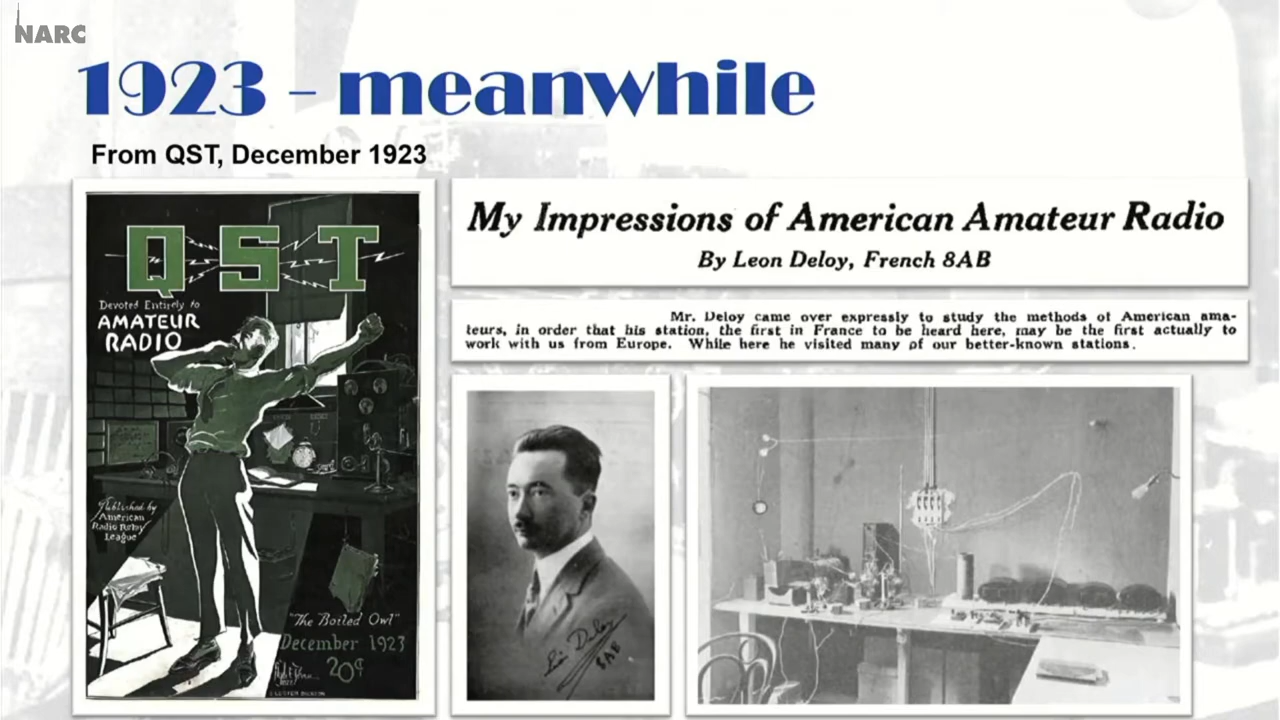 NARC
1923 - meanwhile
From QST, December 1923
QST
Devoted Entirely to
AMATEUR
RADIO
Published by
American
Radio Relay
League
"The Boiled Owl"
December 1923
20¢
My Impressions of American Amateur Radio
By Leon Deloy, French 8AB
Mr. Deloy came over expressly to study the methods of American ama-
teurs, in order that his station, the first in France to be heard here, may be the first actually to
work with us from Europe. While here he visited many of our better-known stations.
Deloy
8AB